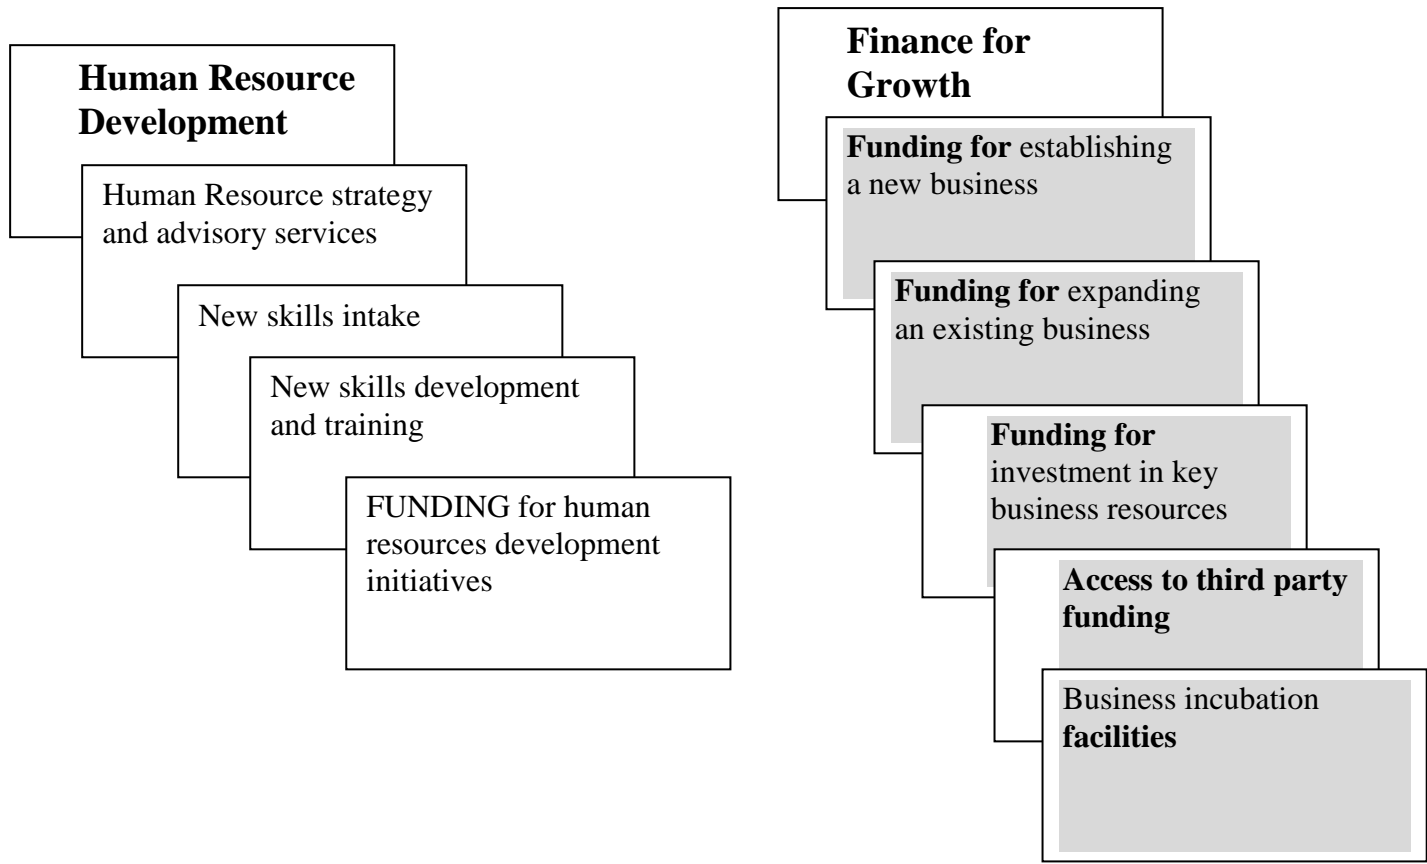 Human Resource
Development
Human Resource strategy
and advisory services
New skills intake
New skills development
and training
FUNDING for human
resources development
initiatives
Finance for
Growth
Funding for establishing
a new business
Funding for expanding
an existing business
Funding for
investment in key
business resources
Access to third party
funding
Business incubation
facilities